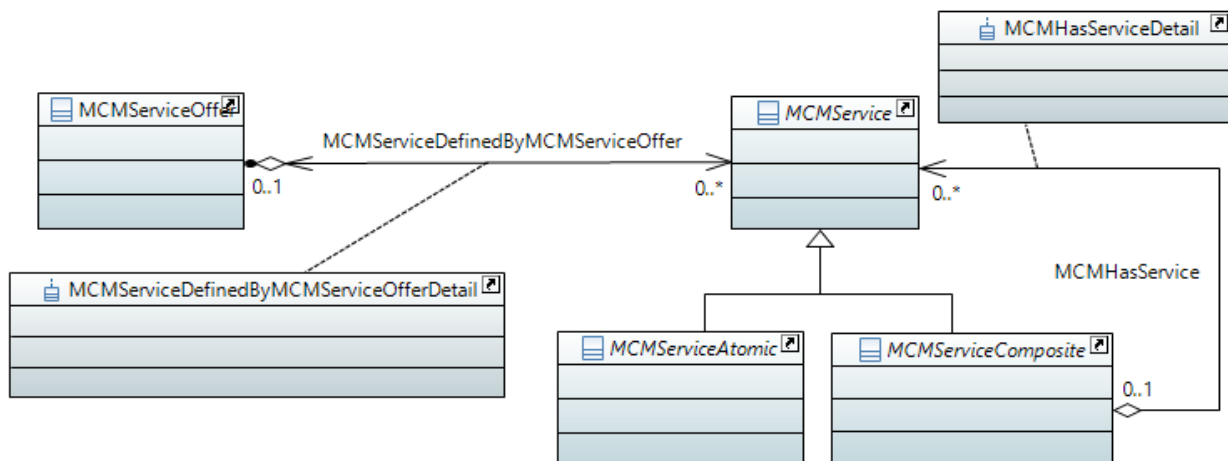 MCMHasServiceDetail
MCMServiceOffer
MCMService
MCMServiceDefinedByMCMServiceOffer
0..1
0..*
0..*
MCMHasService
MCMServiceDefinedByMCMServiceOfferDetail
MCMServiceAtomic
MCMServiceComposite
0..1